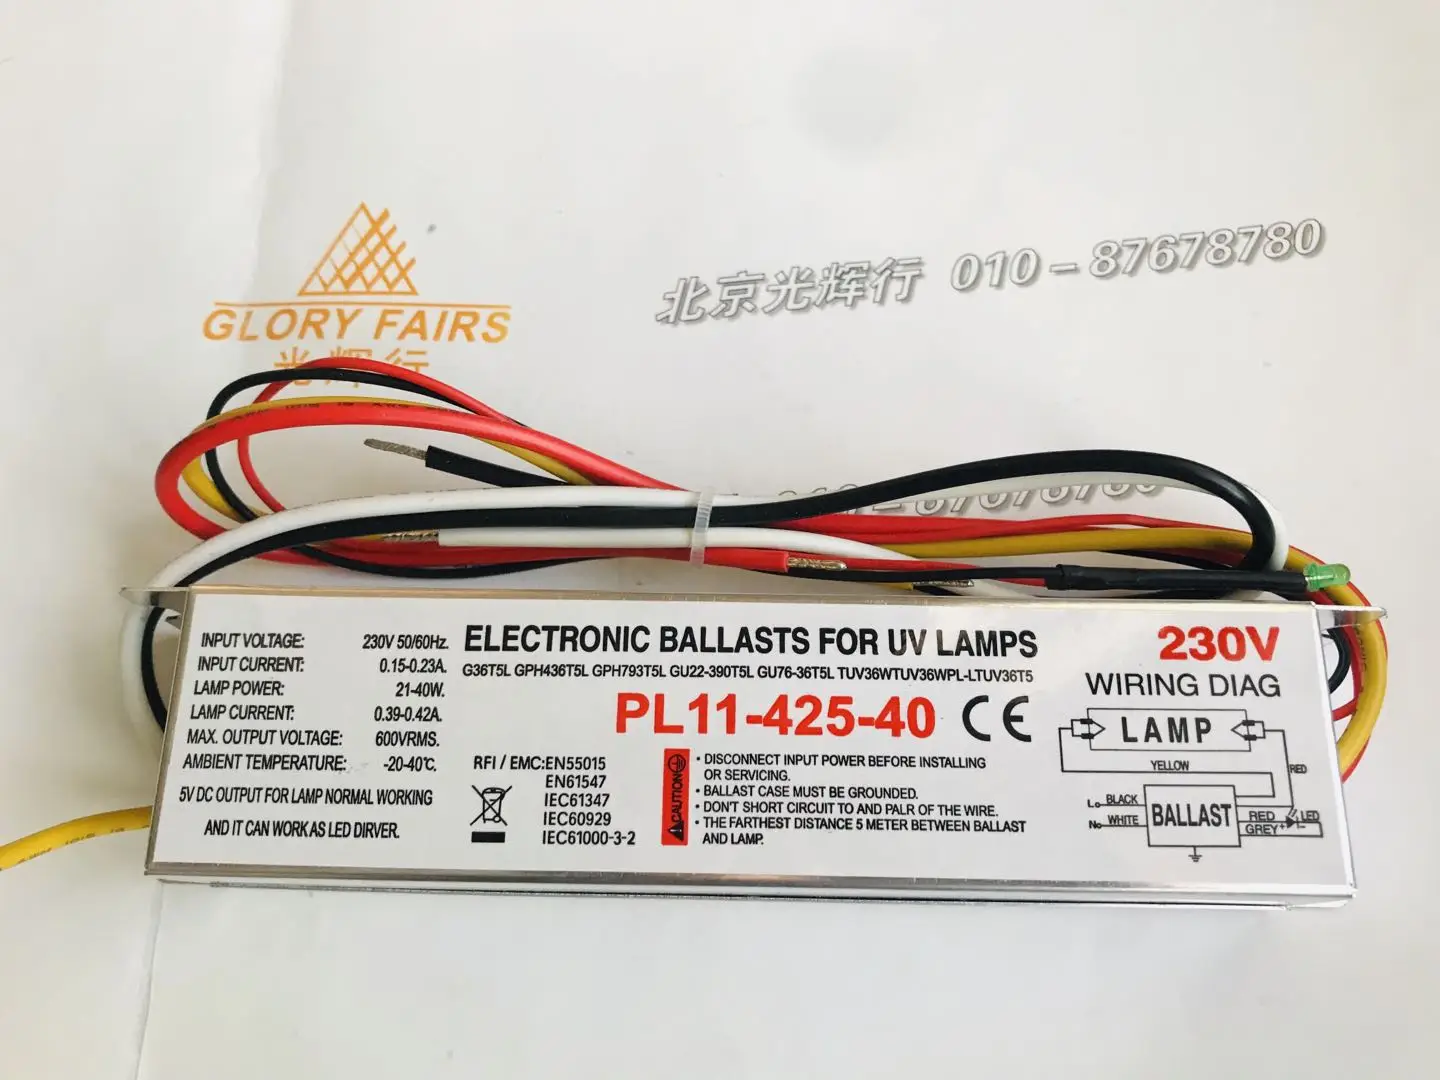 GLORY FAIRS
光辉行
北京光辉行 010-87678780
INPUT VOLTAGE: 230V 50/60Hz.
INPUT CURRENT: 0.15-0.23A.
LAMP POWER: 21-40W.
LAMP CURRENT: 0.39-0.42A.
MAX. OUTPUT VOLTAGE: 600VRMS.
AMBIENT TEMPERATURE: -20-40℃.
5V DC OUTPUT FOR LAMP NORMAL WORKING
AND IT CAN WORK AS LED DIRVER.
ELECTRONIC BALLASTS FOR UV LAMPS
G36T5L GPH436T5L GPH793T5L GU22-390T5L GU76-36T5L TUV36WTUV36WPL-LTUV36T5
PL11-425-40 CE
RFI / EMC:EN55015
EN61547
IEC61347
IEC60929
IEC61000-3-2
CAUTION
• DISCONNECT INPUT POWER BEFORE INSTALLING
OR SERVICING.
• BALLAST CASE MUST BE GROUNDED.
• DON'T SHORT CIRCUIT TO AND PALR OF THE WIRE.
• THE FARTHEST DISTANCE 5 METER BETWEEN BALLAST
AND LAMP.
230V
WIRING DIAG
LAMP
YELLOW
RED
L BLACK
N WHITE
BALLAST
RED
GREY
LED